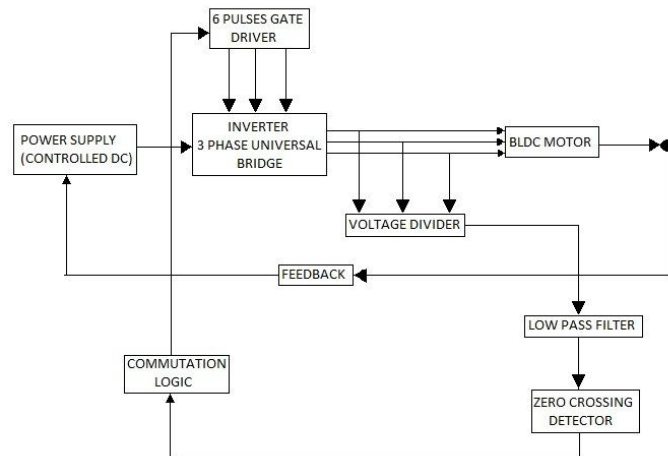 6 PULSES GATE
DRIVER
POWER SUPPLY
(CONTROLLED DC)
INVERTER
3 PHASE UNIVERSAL
BRIDGE
BLDC MOTOR
VOLTAGE DIVIDER
FEEDBACK
LOW PASS FILTER
COMMUTATION
LOGIC
ZERO CROSSING
DETECTOR